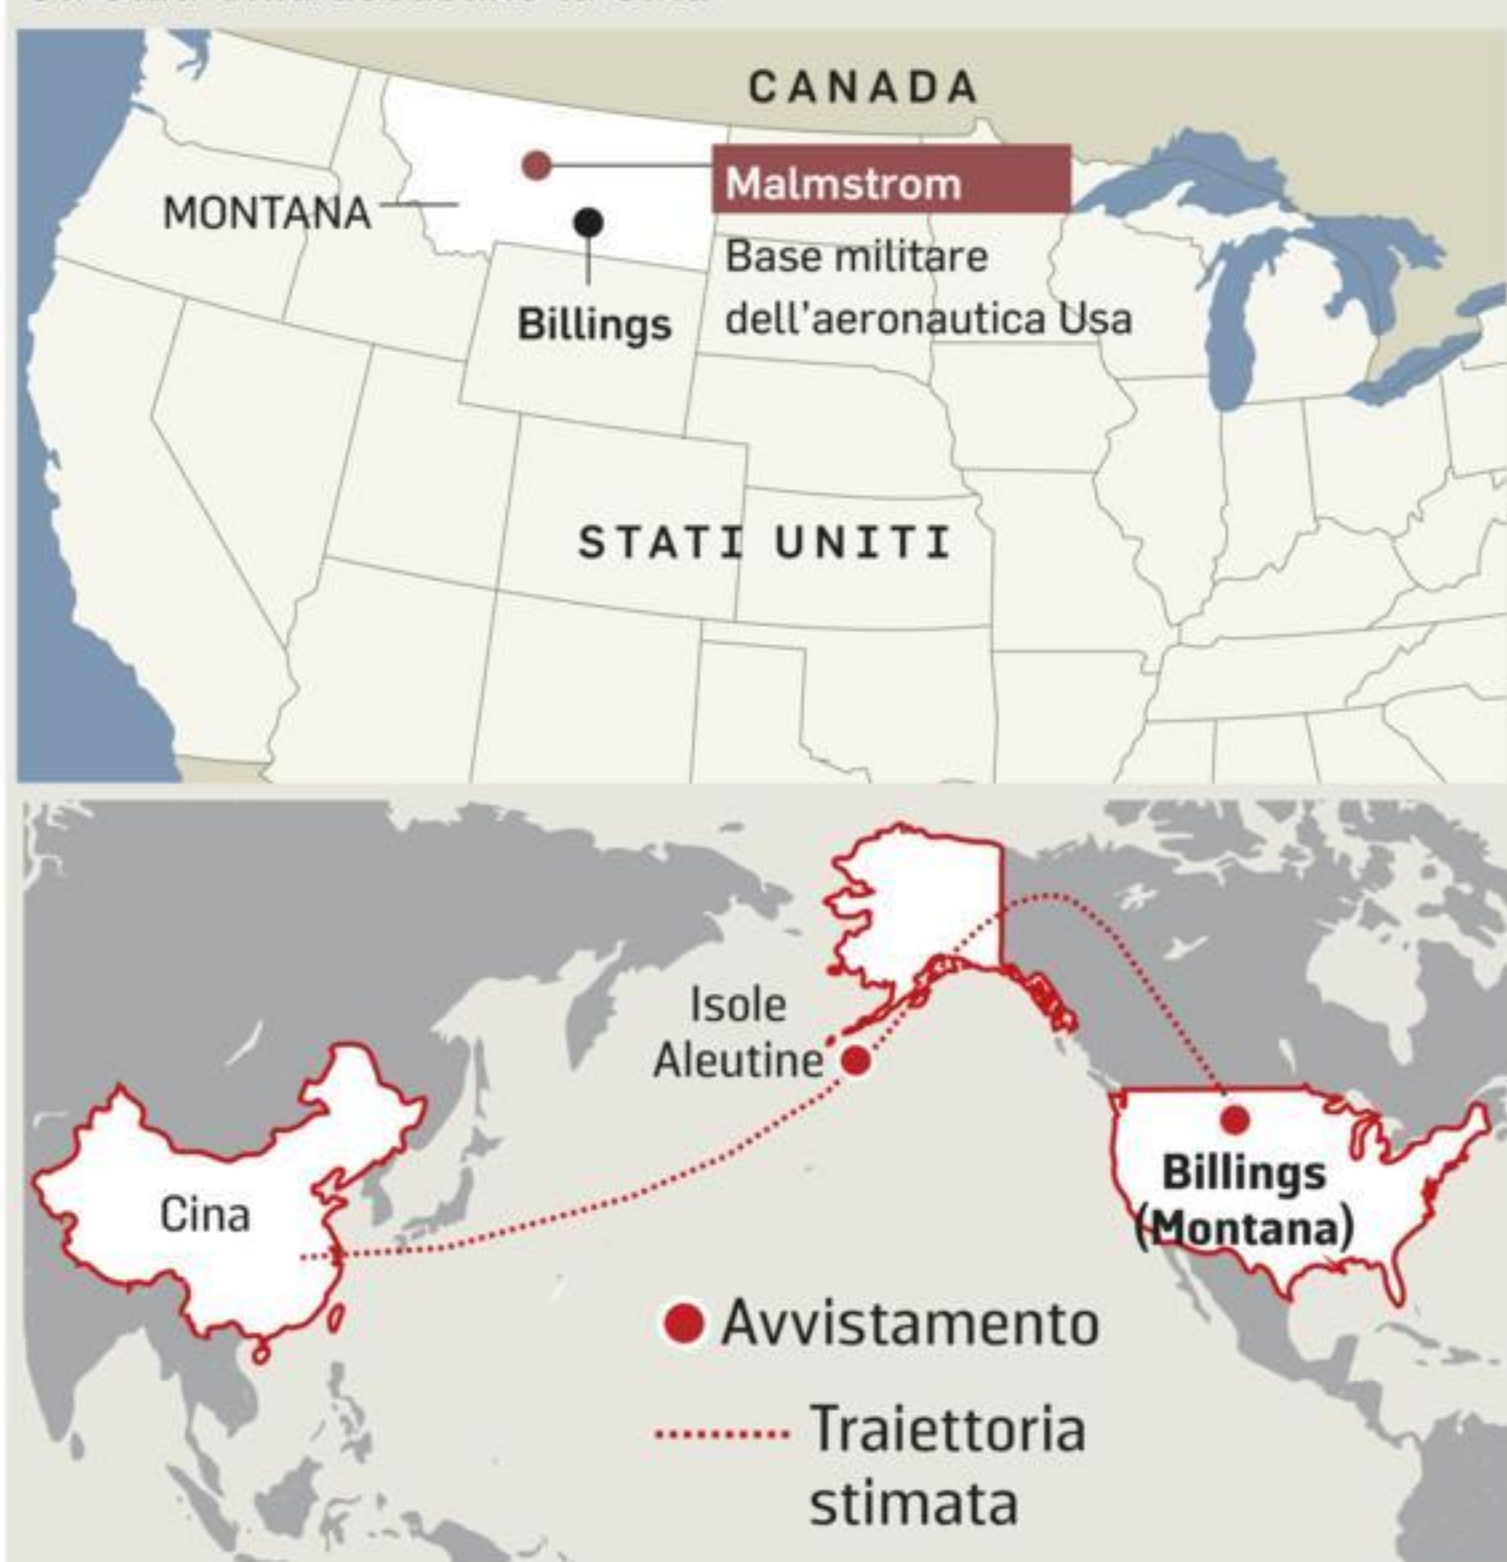 CANADA
Malmstrom
MONTANA
Base militare
dell'aeronautica Usa
Billings
STATI UNITI
Isole
Aleutine
Cina
Billings
(Montana)
Avvistamento
Traiettoria
stimata